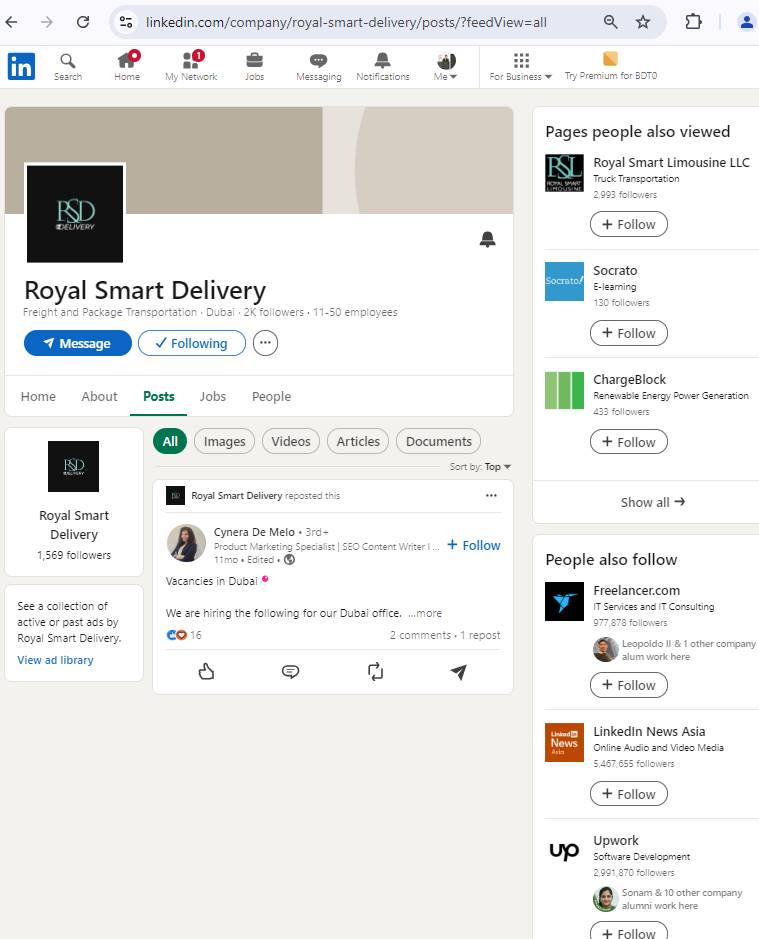 linkedin.com/company/royal-smart-delivery/posts/?feedView=all
in
Search
Home
1
My Network
Jobs
Messaging
Notifications
Me
For Business
Try Premium for BDT0
RSD
DELIVERY
Royal Smart Delivery
Freight and Package Transportation · Dubai · 2K followers · 11-50 employees
Message
Following
Home
About
Posts
Jobs
People
RSD
Royal Smart
Delivery
1,569 followers
See a collection of
active or past ads by
Royal Smart Delivery.
View ad library
All
Images
Videos
Articles
Documents
Sort by: Top
Royal Smart Delivery reposted this
Cynera De Melo • 3rd+
Product Marketing Specialist | SEO Content Writer I ...
11mo • Edited •
+ Follow
Vacancies in Dubai
We are hiring the following for our Dubai office. ...more
16
2 comments • 1 repost
Pages people also viewed
RSL
ROYAL SMART
LIMOUSINE
Royal Smart Limousine LLC
Truck Transportation
2,993 followers
+ Follow
Socrato!
Socrato
E-learning
130 followers
+ Follow
ChargeBlock
Renewable Energy Power Generation
433 followers
+ Follow
Show all →
People also follow
Freelancer.com
IT Services and IT Consulting
977,878 followers
Leopoldo II & 1 other company
alum work here
+ Follow
LinkedIn
News
Asia
LinkedIn News Asia
Online Audio and Video Media
5,467,655 followers
+ Follow
up
Upwork
Software Development
2,991,870 followers
Sonam & 10 other company
alumni work here
+ Follow